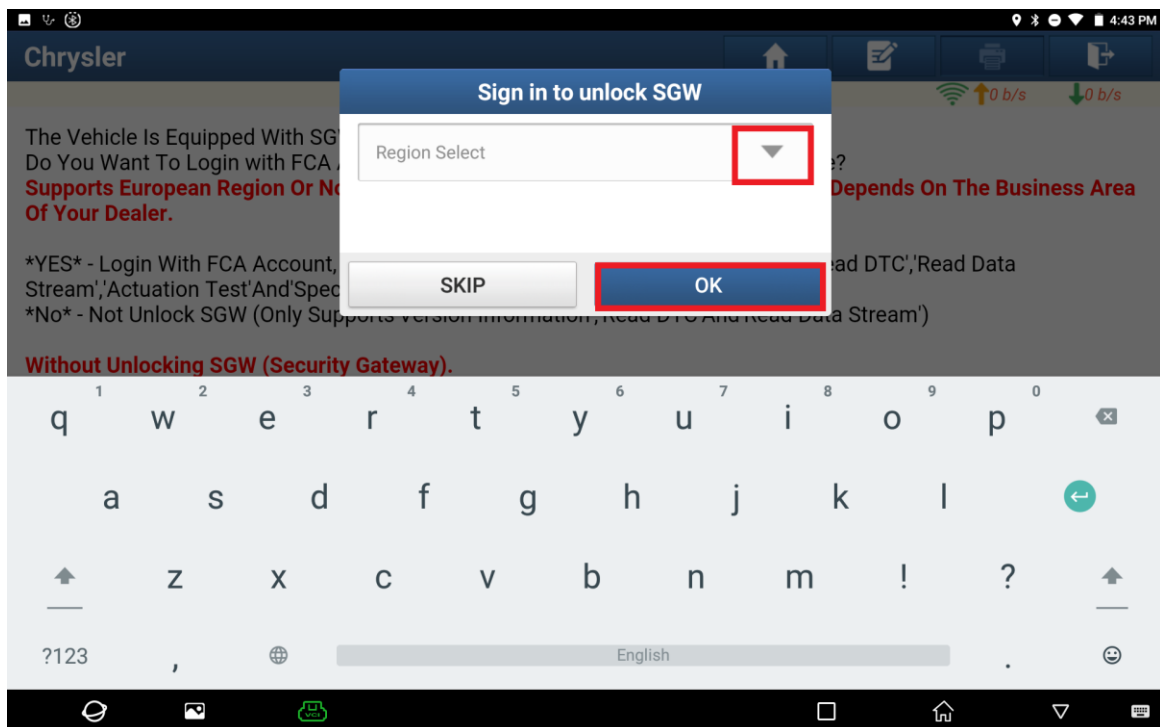 4:43 PM
Chrysler
Sign in to unlock SGW
0 b/s
0 b/s
The Vehicle Is Equipped With SG
Do You Want To Login with FCA
?
Region Select
Supports European Region Or No
Depends On The Business Area
Of Your Dealer.
*YES* - Login With FCA Account,
ad DTC','Read Data
Stream','Actuation Test'And'Spec
SKIP
OK
*No* - Not Unlock SGW (Only Supports Version Information','Read DTC'And'Read Data Stream')
Without Unlocking SGW (Security Gateway).
1 2 3 4 5 6 7 8 9 0
q w e r t y u i o p
a s d f g h j k l
z x c v b n m ! ?
?123 , English .
VCI